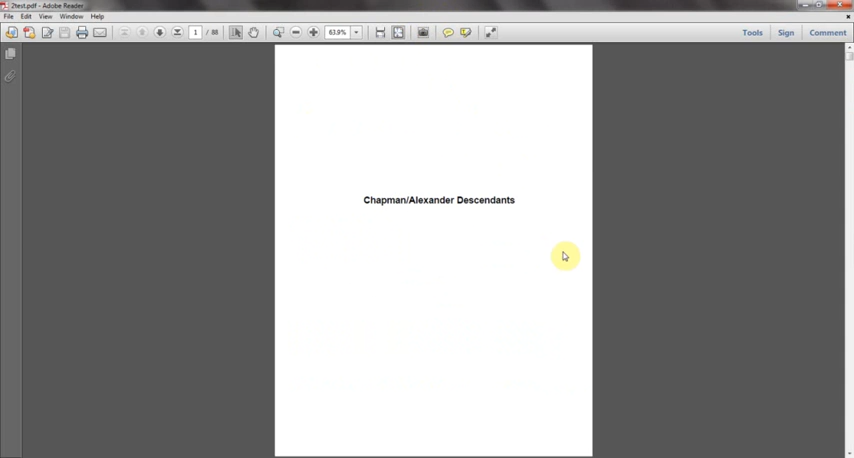 2test.pdf - Adobe Reader
File Edit View Window Help
1 / 88 63.9% Tools Sign Comment
Chapman/Alexander Descendants